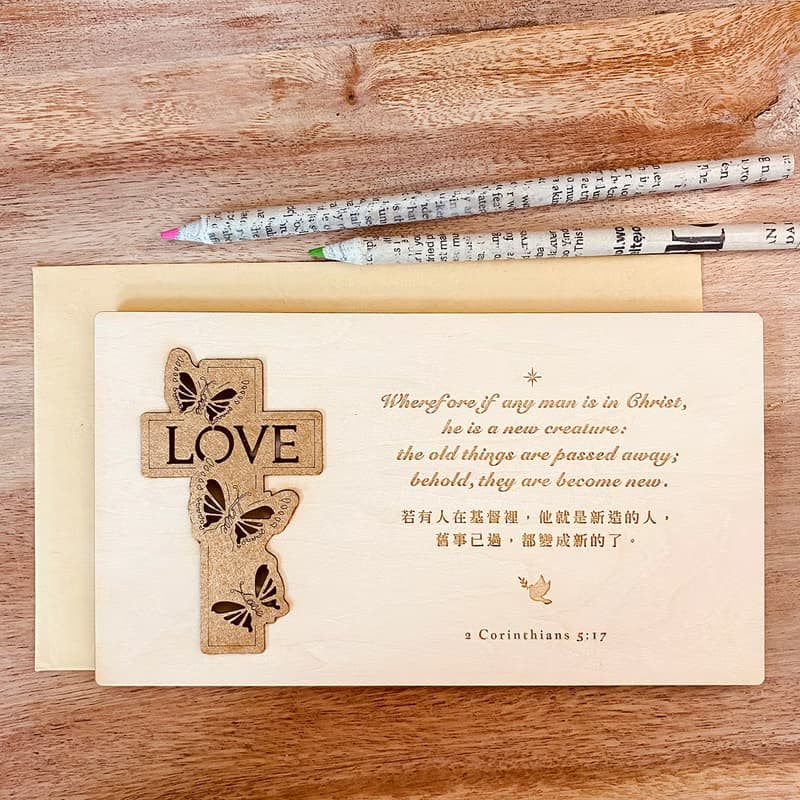 LOVE
Wherefore if any man is in Christ,
he is a new creature:
the old things are passed away;
behold, they are become new.
若有人在基督裡，他就是新造的人，
舊事已過，都變成新的了。
2 Corinthians 5:17